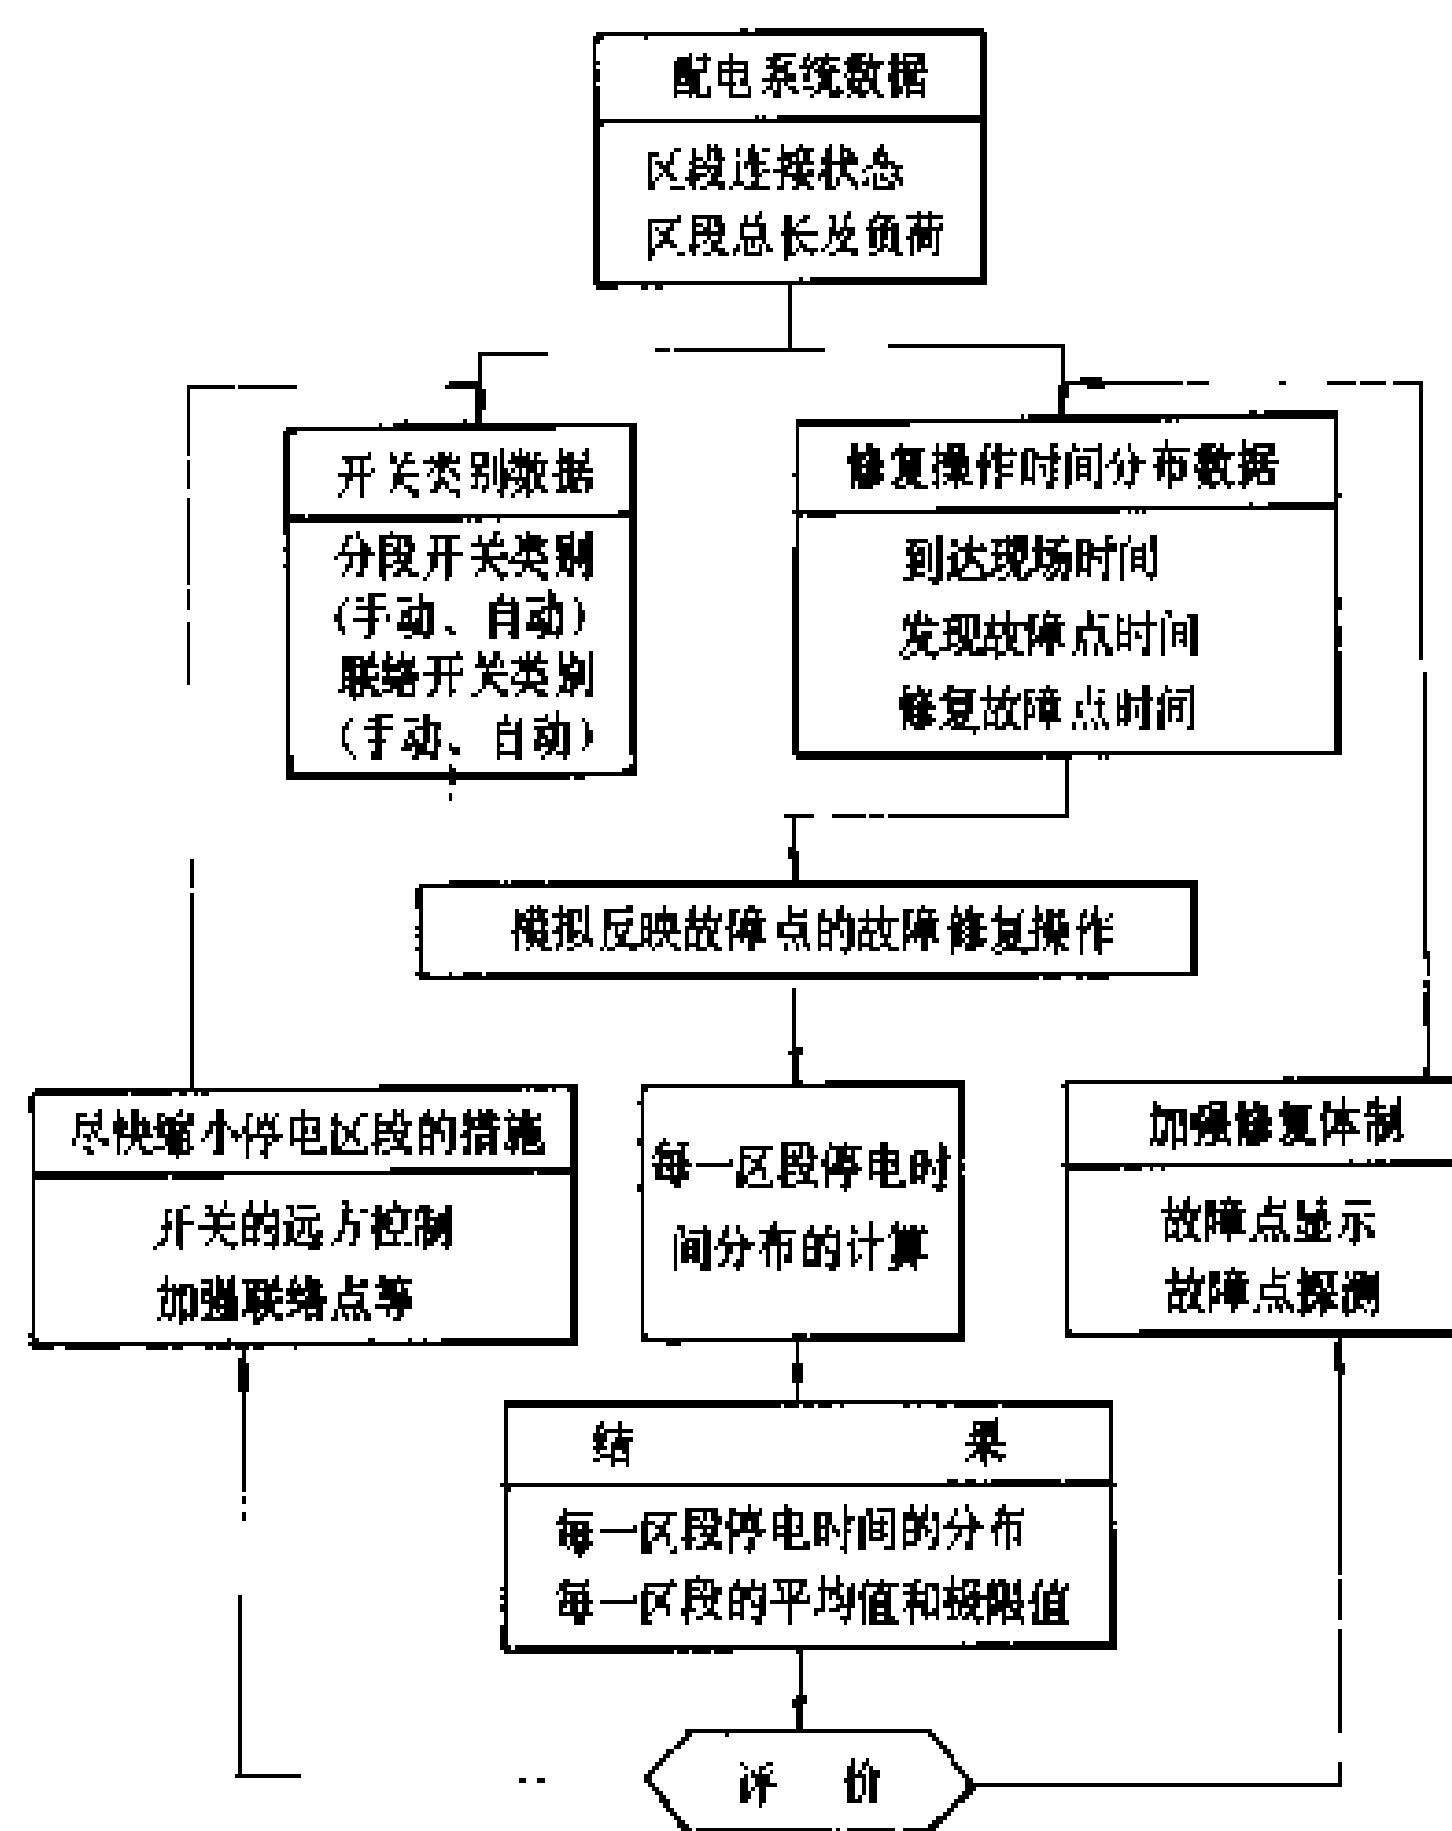 配电系统数据
区段连接状态
区段总长及负荷
开关类别数据
分段开关类别
(手动、自动)
联络开关类别
(手动、自动)
修复操作时间分布数据
到达现场时间
发现故障点时间
修复故障点时间
模拟反映故障点的故障修复操作
尽快缩小停电区段的措施
开关的远方控制
加强联络点等
每一区段停电时
间分布的计算
加强修复体制
故障点显示
故障点探测
结 果
每一区段停电时间的分布
每一区段的平均值和极限值
评 价